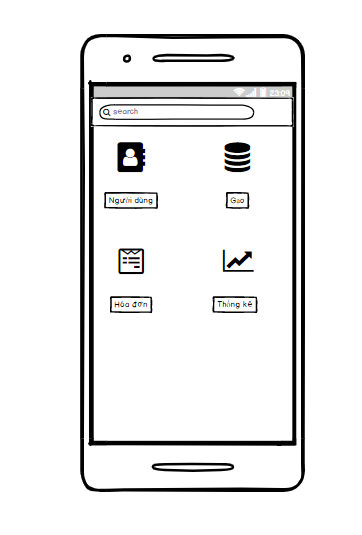 23:09
search
Người dùng
Gạo
Hóa đơn
Thống kê